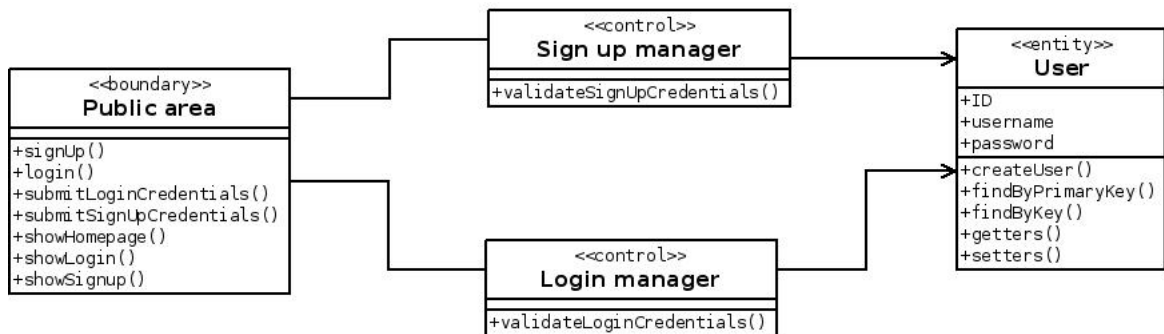 <<boundary>>
Public area
+signUp()
+login()
+submitLoginCredentials()
+submitSignUpCredentials()
+showHomepage()
+showLogin()
+showSignup()
<<control>>
Sign up manager
+validateSignUpCredentials()
<<control>>
Login manager
+validateLoginCredentials()
<<entity>>
User
+ID
+username
+password
+createUser()
+findByPrimaryKey()
+findByKey()
+getters()
+setters()